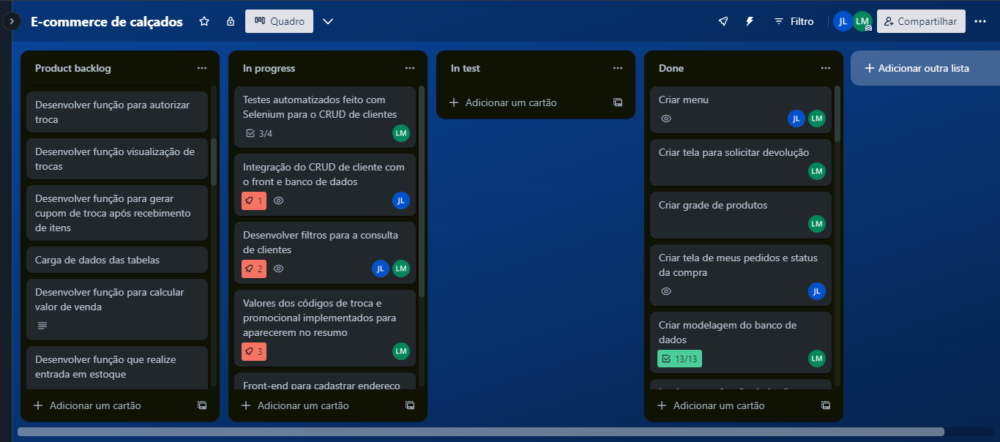 E-commerce de calçados
Quadro
Filtro
JL
LM
Compartilhar
Product backlog
Desenvolver função para autorizar
troca
Desenvolver função visualização de
trocas
Desenvolver função para gerar
cupom de troca após recebimento
de itens
Carga de dados das tabelas
Desenvolver função para calcular
valor de venda
Desenvolver função que realize
entrada em estoque
Adicionar um cartão
In progress
Testes automatizados feito com
Selenium para o CRUD de clientes
3/4
LM
Integração do CRUD de cliente com
o front e banco de dados
1
JL
Desenvolver filtros para a consulta
de clientes
2
JL
LM
Valores dos códigos de troca e
promocional implementados para
aparecerem no resumo
3
LM
Front-end para cadastrar endereço
Adicionar um cartão
In test
Adicionar um cartão
Done
Criar menu
JL
LM
Criar tela para solicitar devolução
LM
Criar grade de produtos
LM
Criar tela de meus pedidos e status
da compra
JL
Criar modelagem do banco de
dados
13/13
LM
Adicionar um cartão
Adicionar outra lista